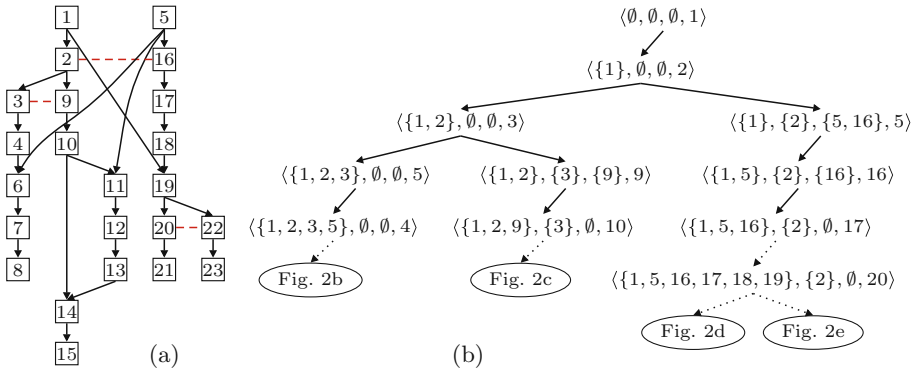 1 5
2 16
3 9 17
4 10 18
6 11 19
7 12 20 22
8 13 21 23
14
15
(a)
⟨∅, ∅, ∅, 1⟩
⟨{1}, ∅, ∅, 2⟩
⟨{1, 2}, ∅, ∅, 3⟩ ⟨{1}, {2}, {5, 16}, 5⟩
⟨{1, 2, 3}, ∅, ∅, 5⟩ ⟨{1, 2}, {3}, {9}, 9⟩ ⟨{1, 5}, {2}, {16}, 16⟩
⟨{1, 2, 3, 5}, ∅, ∅, 4⟩ ⟨{1, 2, 9}, {3}, ∅, 10⟩ ⟨{1, 5, 16}, {2}, ∅, 17⟩
Fig. 2b Fig. 2c ⟨{1, 5, 16, 17, 18, 19}, {2}, ∅, 20⟩
Fig. 2d Fig. 2e
(b)